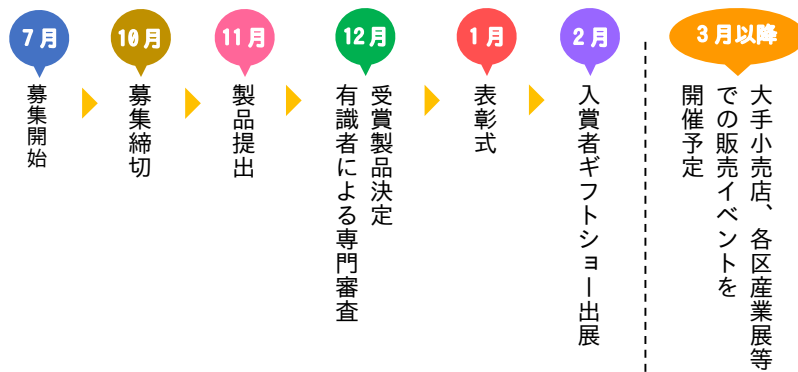 7月
募集開始
10月
募集締切
11月
製品提出
12月
受賞製品決定
有識者による専門審査
1月
表彰式
2月
入賞者ギフトショー出展
3月以降
大手小売店、各区産業展等
での販売イベントを
開催予定